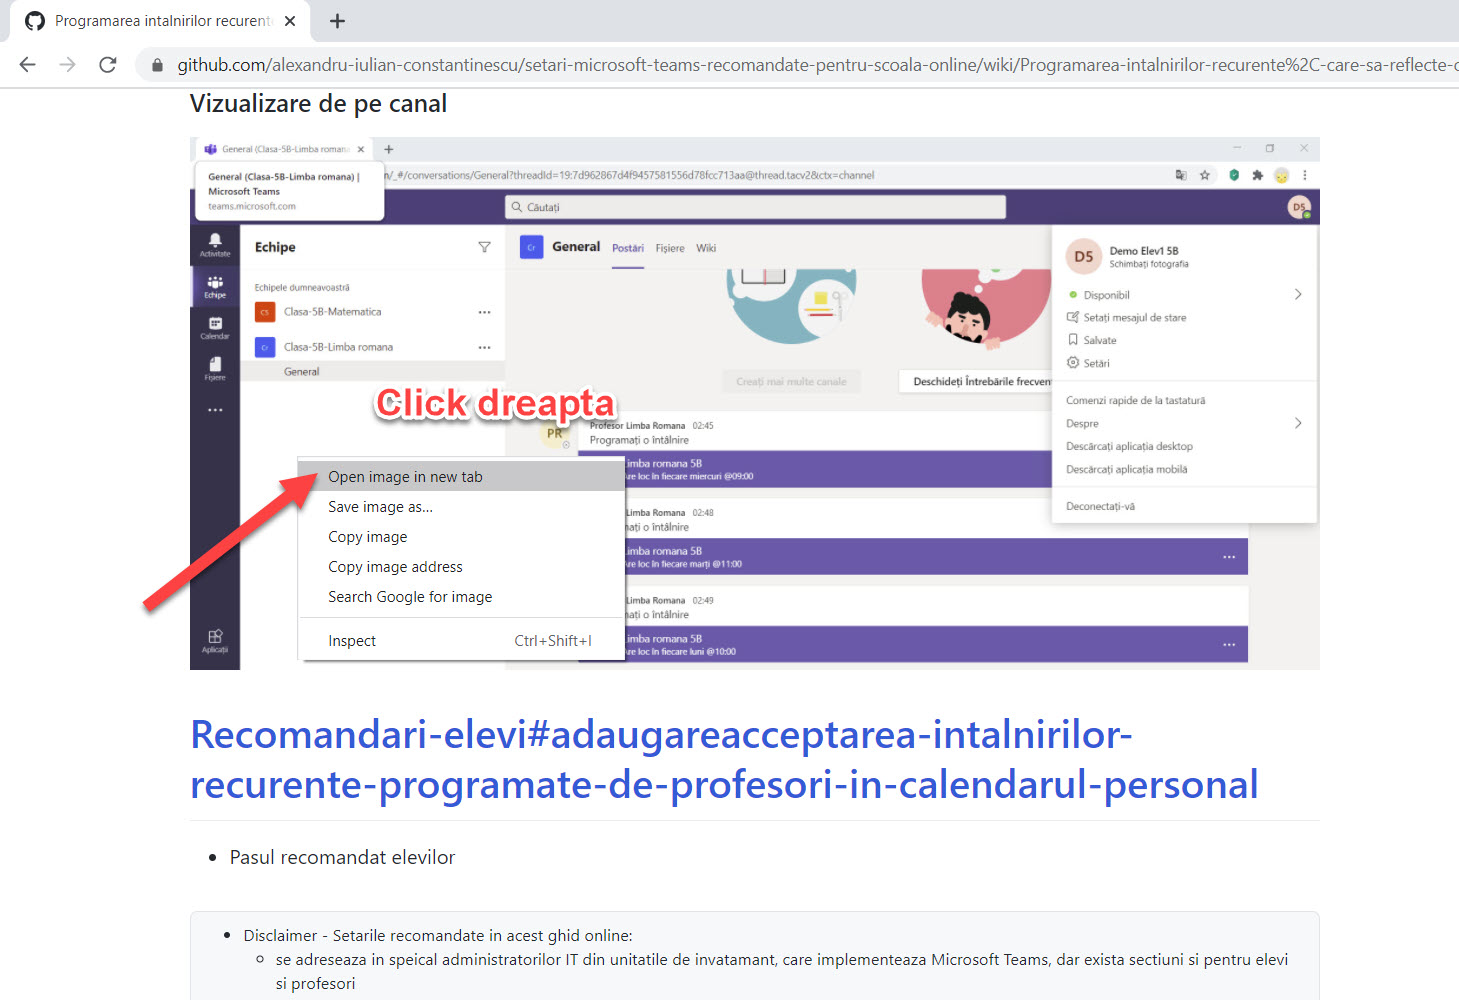 Programarea intalnirilor recurent
github.com/alexandru-iulian-constantinescu/setari-microsoft-teams-recomandate-pentru-scoala-online/wiki/Programarea-intalnirilor-recurente%2C-care-sa-reflecte-
Vizualizare de pe canal
General (Clasa-5B-Limba romana
General (Clasa-5B-Limba romana) |
Microsoft Teams
teams.microsoft.com
/_#/conversations/General?threadId=19:7d962867d4f9457581556d78fcc713aa@thread.tacv2&ctx=channel
Căutați
D5
Activitate
Echipe
Calendar
Fișiere
Aplicații
Echipe
Echipele dumneavoastră
CS
Clasa-5B-Matematica
Cr
Clasa-5B-Limba romana
General
Cr
General Postări Fișiere Wiki
Creați mai multe canale
Deschideți Întrebările frecven
Click dreapta
PR
Profesor Limba Romana 02:45
Programați o întâlnire
imba romana 5B
re loc în fiecare miercuri @09:00
Limba Romana 02:48
nați o întâlnire
imba romana 5B
re loc în fiecare marți @11:00
Limba Romana 02:49
nați o întâlnire
imba romana 5B
re loc în fiecare luni @10:00
D5
Demo Elev1 5B
Schimbați fotografia
Disponibil
Setați mesajul de stare
Salvate
Setări
Comenzi rapide de la tastatură
Despre
Descărcați aplicația desktop
Descărcați aplicația mobilă
Deconectați-vă
Open image in new tab
Save image as...
Copy image
Copy image address
Search Google for image
Inspect Ctrl+Shift+I
Recomandari-elevi#adaugareacceptarea-intalnirilor-
recurente-programate-de-profesori-in-calendarul-personal
Pasul recomandat elevilor
Disclaimer - Setarile recomandate in acest ghid online:
se adreseaza in speical administratorilor IT din unitatile de invatamant, care implementeaza Microsoft Teams, dar exista sectiuni si pentru elevi
si profesori